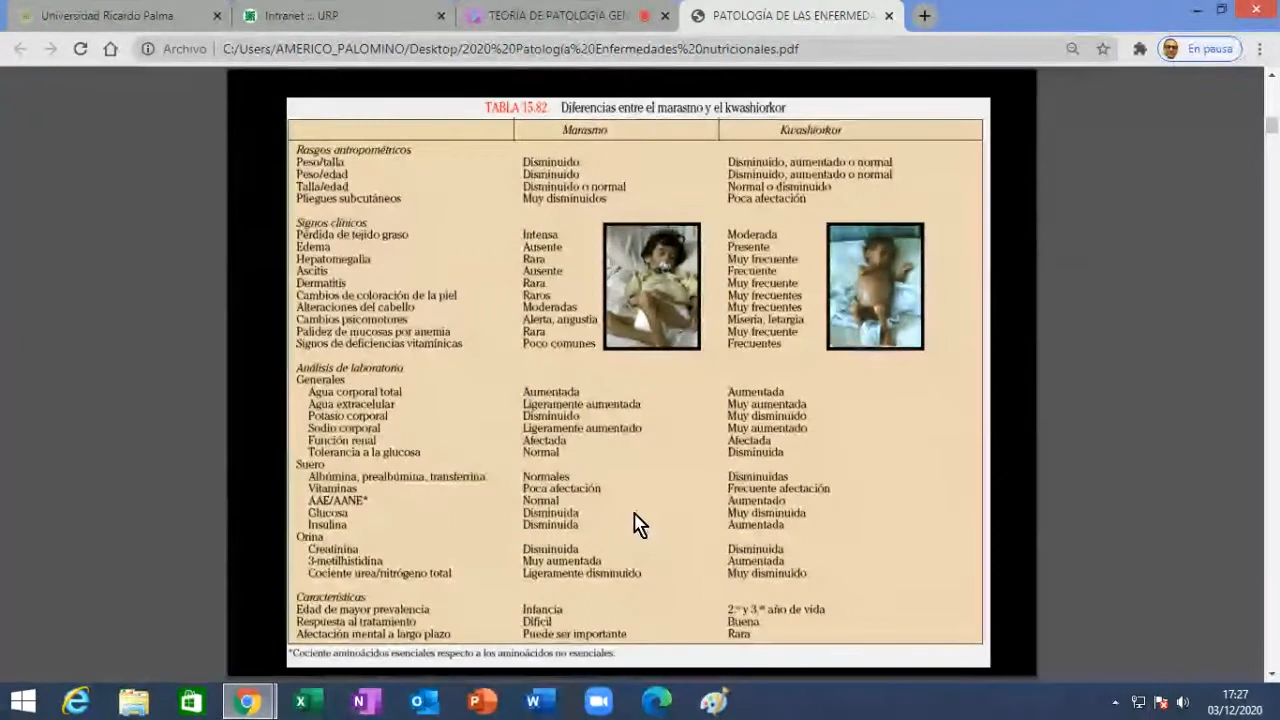 Universidad Ricardo Palma
Intranet ::. URP
TEORÍA DE PATOLOGÍA GEN
PATOLOGÍA DE LAS ENFERMED
Archivo
C:/Users/AMERICO_PALOMINO/Desktop/2020%20Patología%20Enfermedades%20nutricionales.pdf
En pausa
TABLA 15.82. Diferencias entre el marasmo y el kwashiorkor
Marasmo Kwashiorkor
Rasgos antropométricos
Peso/talla Disminuido Disminuido, aumentado o normal
Peso/edad Disminuido Disminuido, aumentado o normal
Talla/edad Disminuido o normal Normal o disminuido
Pliegues subcutáneos Muy disminuidos Poca afectación
Signos clínicos
Pérdida de tejido graso Intensa Moderada
Edema Ausente Presente
Hepatomegalia Rara Muy frecuente
Ascitis Ausente Frecuente
Dermatitis Rara Muy frecuente
Cambios de coloración de la piel Raros Muy frecuentes
Alteraciones del cabello Moderadas Muy frecuentes
Cambios psicomotores Alerta, angustia Miseria, letargia
Palidez de mucosas por anemia Rara Muy frecuente
Signos de deficiencias vitamínicas Poco comunes Frecuentes
Análisis de laboratorio
Generales
Agua corporal total Aumentada Aumentada
Agua extracelular Ligeramente aumentada Muy aumentada
Potasio corporal Disminuido Muy disminuido
Sodio corporal Ligeramente aumentado Muy aumentado
Función renal Afectada Afectada
Tolerancia a la glucosa Normal Disminuida
Suero
Albúmina, prealbúmina, transferrina Normales Disminuidas
Vitaminas Poca afectación Frecuente afectación
AAE/AANE* Normal Aumentado
Glucosa Disminuida Muy disminuida
Insulina Disminuida Aumentada
Orina
Creatinina Disminuida Disminuida
3-metilhistidina Muy aumentada Aumentada
Cociente urea/nitrógeno total Ligeramente disminuido Muy disminuido
Características
Edad de mayor prevalencia Infancia 2.º y 3.er año de vida
Respuesta al tratamiento Difícil Buena
Afectación mental a largo plazo Puede ser importante Rara
*Cociente aminoácidos esenciales respecto a los aminoácidos no esenciales.
17:27
03/12/2020